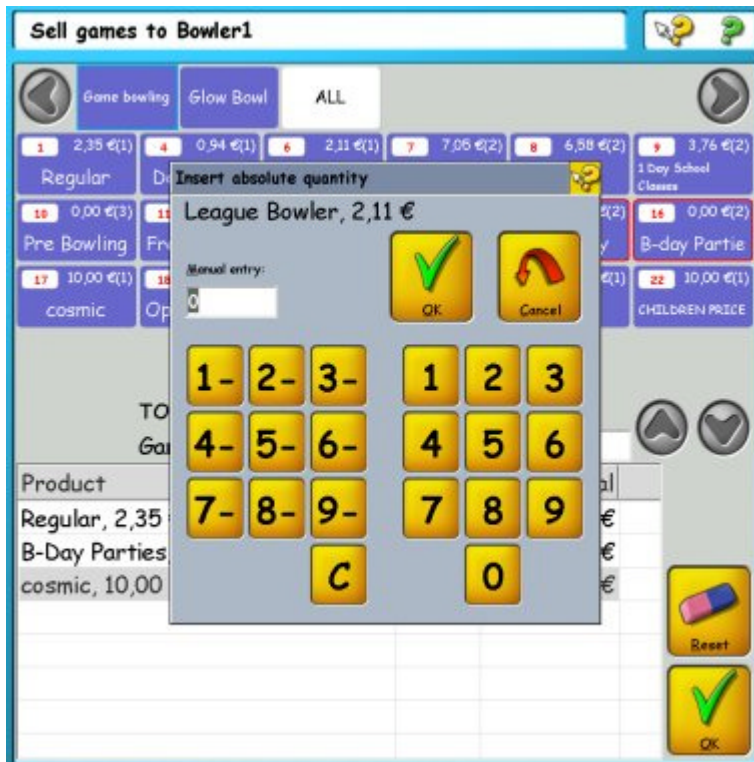 Sell games to Bowler1
Game bowling
Glow Bowl
ALL
1 2,35 €(1)
Regular
4 0,94 €(1)
6 2,11 €(1)
7 7,05 €(2)
8 6,58 €(2)
9 3,76 €(2)
1 Day School
Classes
10 0,00 €(3)
Pre Bowling
11
16 0,00 €(2)
B-day Partie
17 10,00 €(1)
cosmic
18
22 10,00 €(1)
CHILDREN PRICE
Insert absolute quantity
League Bowler, 2,11 €
Manual entry:
0
OK
Cancel
1- 2- 3- 1 2 3
4- 5- 6- 4 5 6
7- 8- 9- 7 8 9
C 0
TO
Product
Regular, 2,35
€
B-Day Parties,
€
cosmic, 10,00
€
Reset
OK